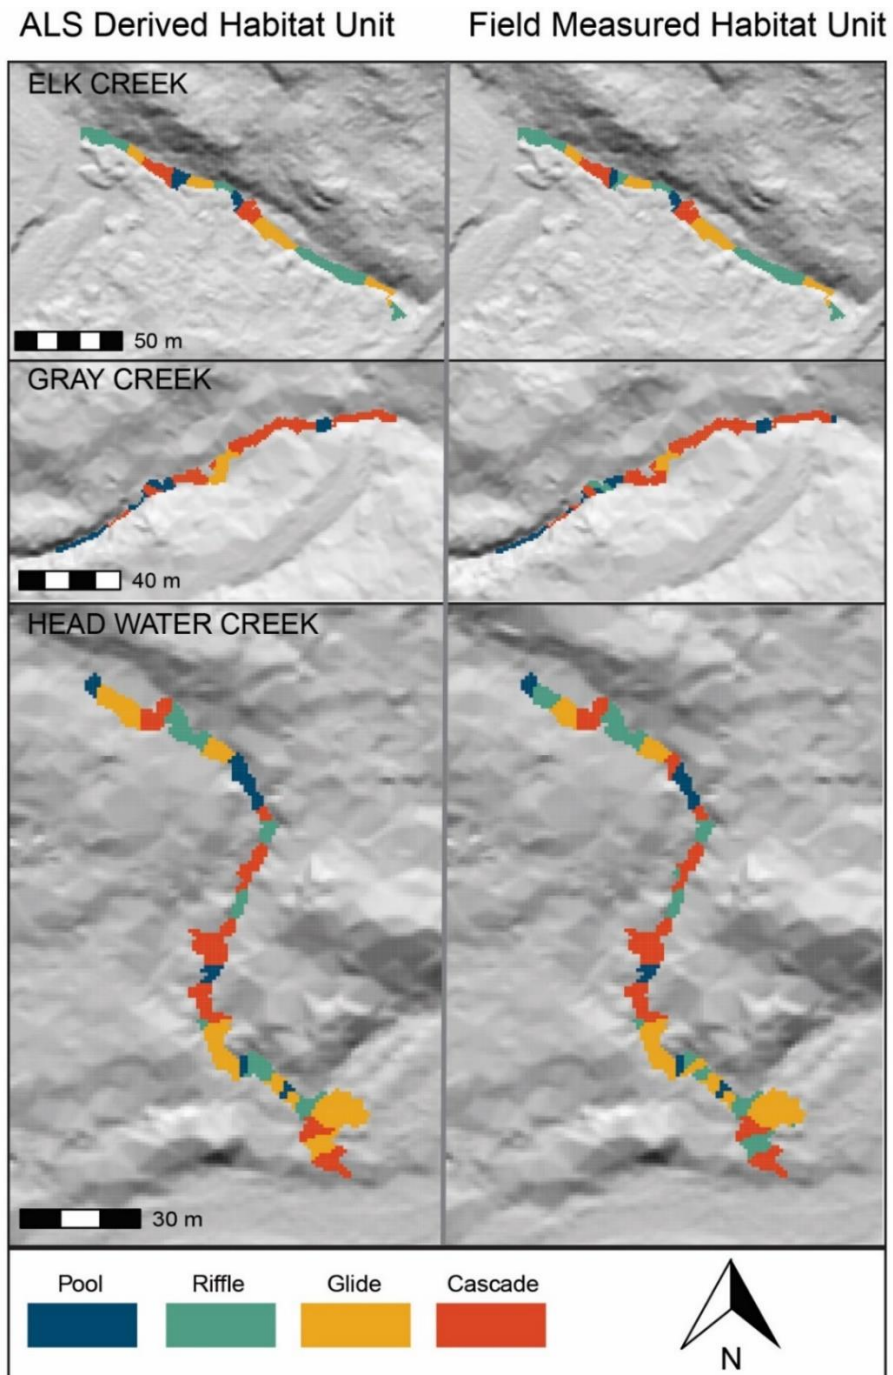 ALS Derived Habitat Unit
Field Measured Habitat Unit
ELK CREEK
50 m
GRAY CREEK
40 m
HEAD WATER CREEK
30 m
Pool Riffle Glide Cascade
N